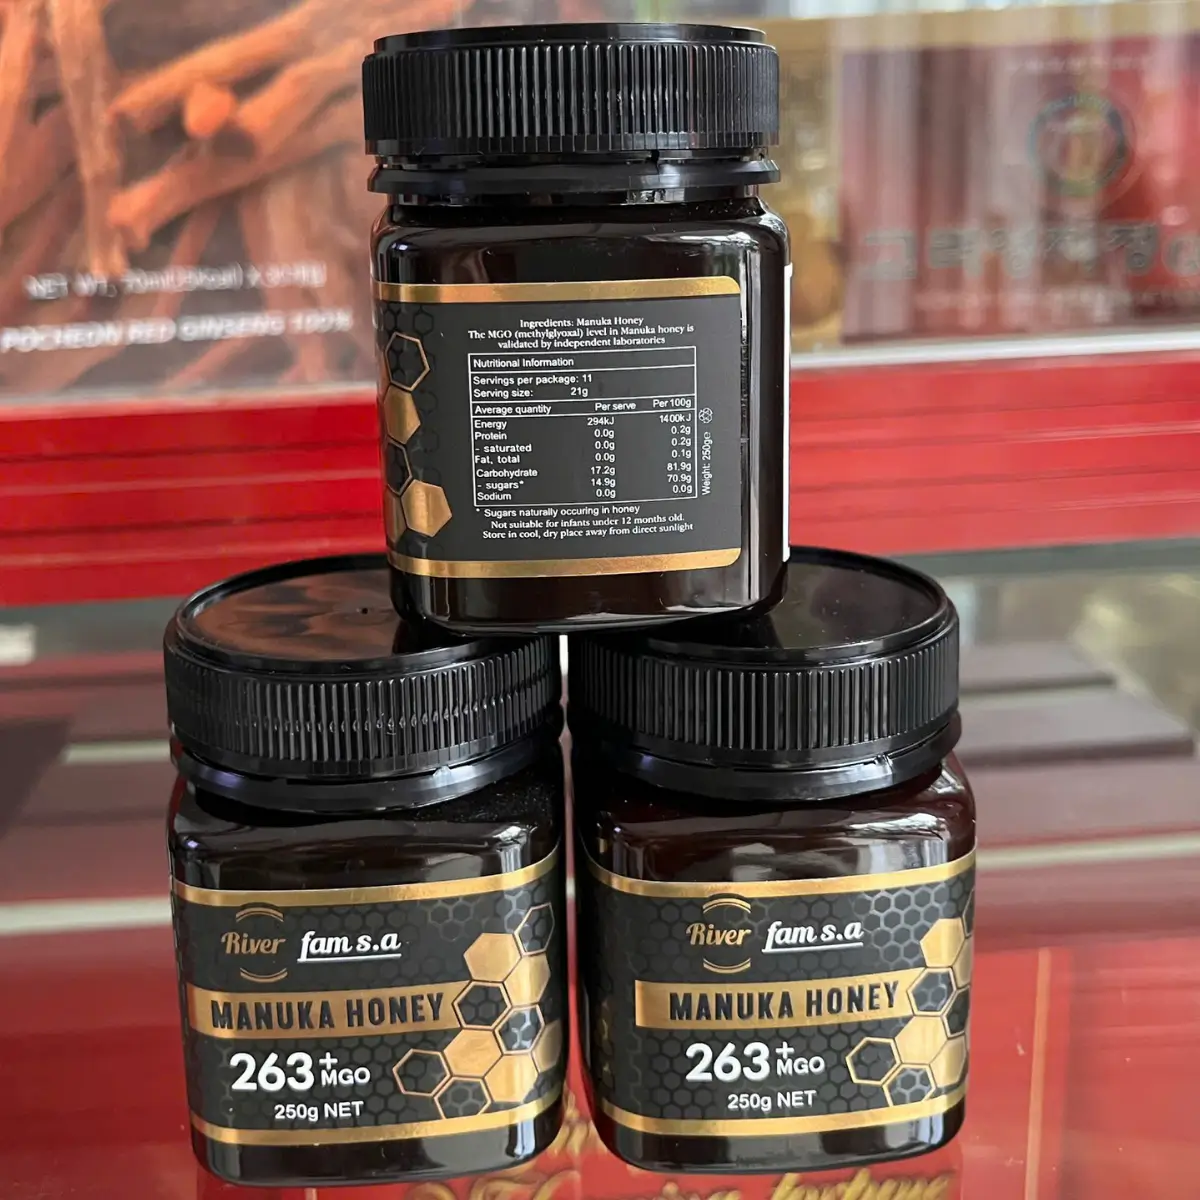 NET WT. 70ml
POCHEON RED GINSENG 100%
Ingredients: Manuka Honey
The MGO (methylglyoxal) level in Manuka honey is
validated by independent laboratories
Nutritional Information
Servings per package: 11
Serving size: 21g
Average quantity Per serve Per 100g
Energy 294kJ 1400kJ
Protein 0.0g 0.2g
- saturated 0.0g 0.2g
Fat, total 0.0g 0.1g
Carbohydrate 17.2g 81.9g
- sugars* 14.9g 70.9g
Sodium 0.0g 0.0g
* Sugars naturally occuring in honey
Not suitable for infants under 12 months old.
Store in cool, dry place away from direct sunlight
Weight: 250g℮
River fam s.a
MANUKA HONEY
263+ MGO
250g NET
River fam s.a
MANUKA HONEY
263+ MGO
250g NET